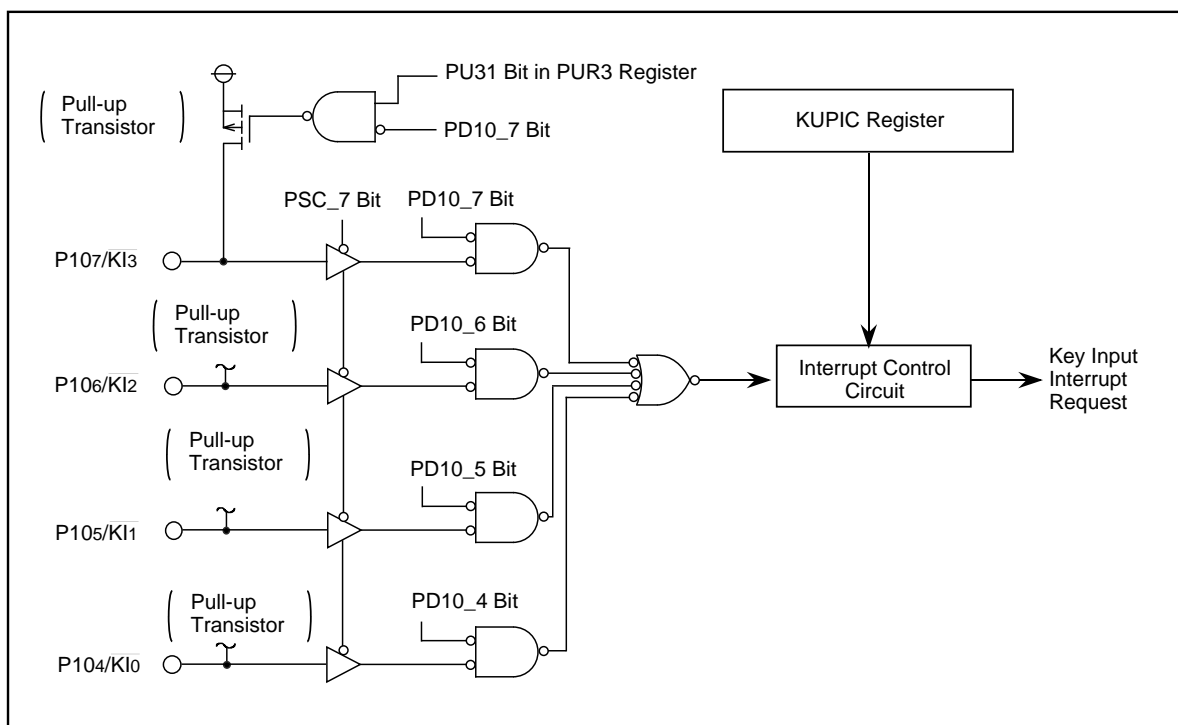 PU31 Bit in PUR3 Register
( Pull-up
Transistor )
PD10_7 Bit
KUPIC Register
PSC_7 Bit
PD10_7 Bit
P107/KI3
( Pull-up
Transistor )
PD10_6 Bit
P106/KI2
Interrupt Control
Circuit
Key Input
Interrupt
Request
( Pull-up
Transistor )
PD10_5 Bit
P105/KI1
( Pull-up
Transistor )
PD10_4 Bit
P104/KI0